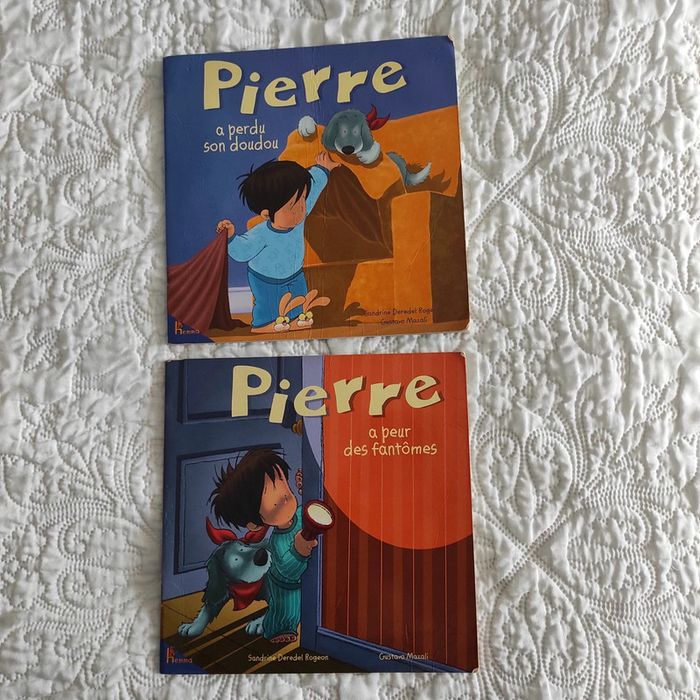 Pierre
a perdu
son doudou
Sandrine Deredel Roge
Gustavo Mazali
Hemma
Pierre
a peur
des fantômes
Hemma
Sandrine Deredel Rogeon
Gustavo Mazali